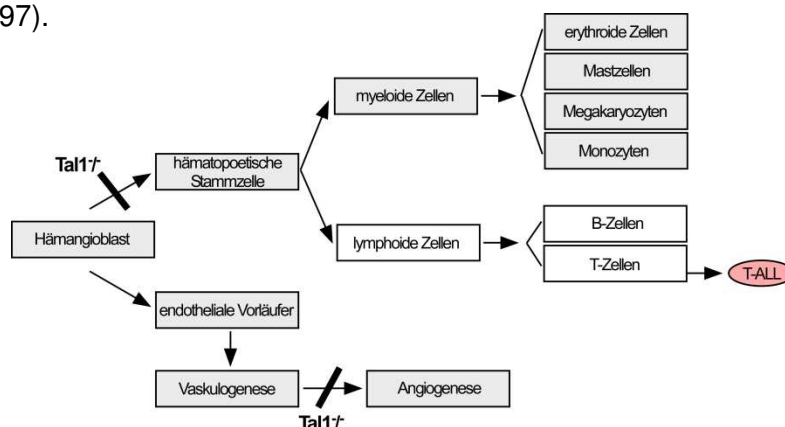 97).
erythroide Zellen
Mastzellen
myeloide Zellen
Megakaryozyten
Monozyten
Tal1-/-
hämatopoetische
Stammzelle
Hämangioblast
lymphoide Zellen
B-Zellen
T-Zellen
T-ALL
endotheliale Vorläufer
Vaskulogenese
Angiogenese
Tal1-/-